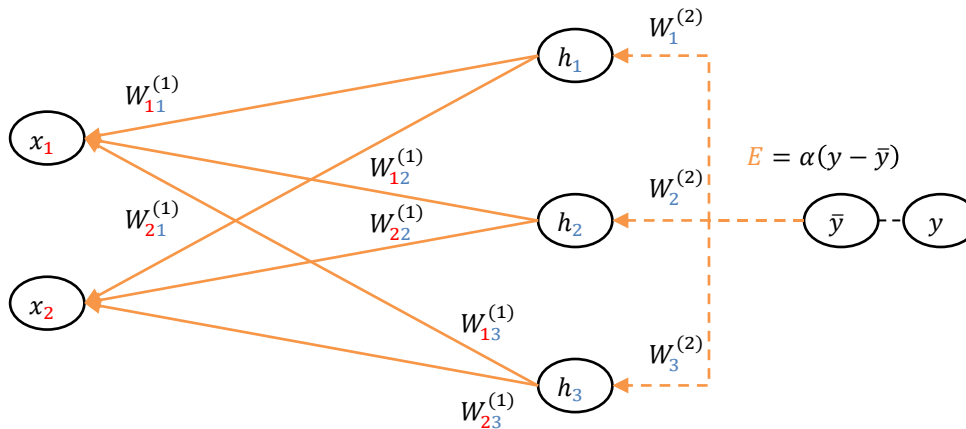 W₁⁽²⁾
h₁
W₁₁⁽¹⁾
x₁
E = α(y − ȳ)
W₁₂⁽¹⁾
W₂⁽²⁾
W₂₁⁽¹⁾
W₂₂⁽¹⁾
h₂
ȳ
y
x₂
W₁₃⁽¹⁾
W₃⁽²⁾
h₃
W₂₃⁽¹⁾